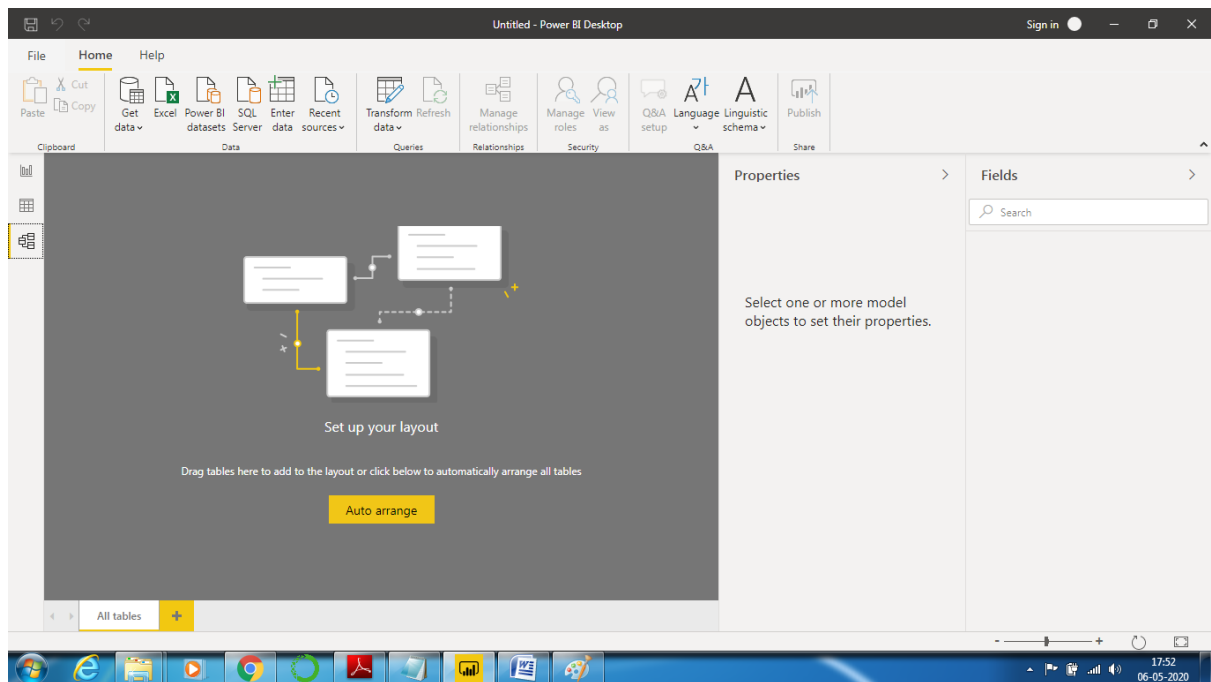 Untitled - Power BI Desktop
Sign in
File Home Help
Paste
Cut
Copy
Get data
Excel
Power BI datasets
SQL Server
Enter data
Recent sources
Transform data
Refresh
Manage relationships
Manage roles
View as
Q&A setup
Language
Linguistic schema
Publish
Clipboard Data Queries Relationships Security Q&A Share
Properties
Fields
Search
Select one or more model
objects to set their properties.
Set up your layout
Drag tables here to add to the layout or click below to automatically arrange all tables
Auto arrange
All tables +
- +
17:52
06-05-2020